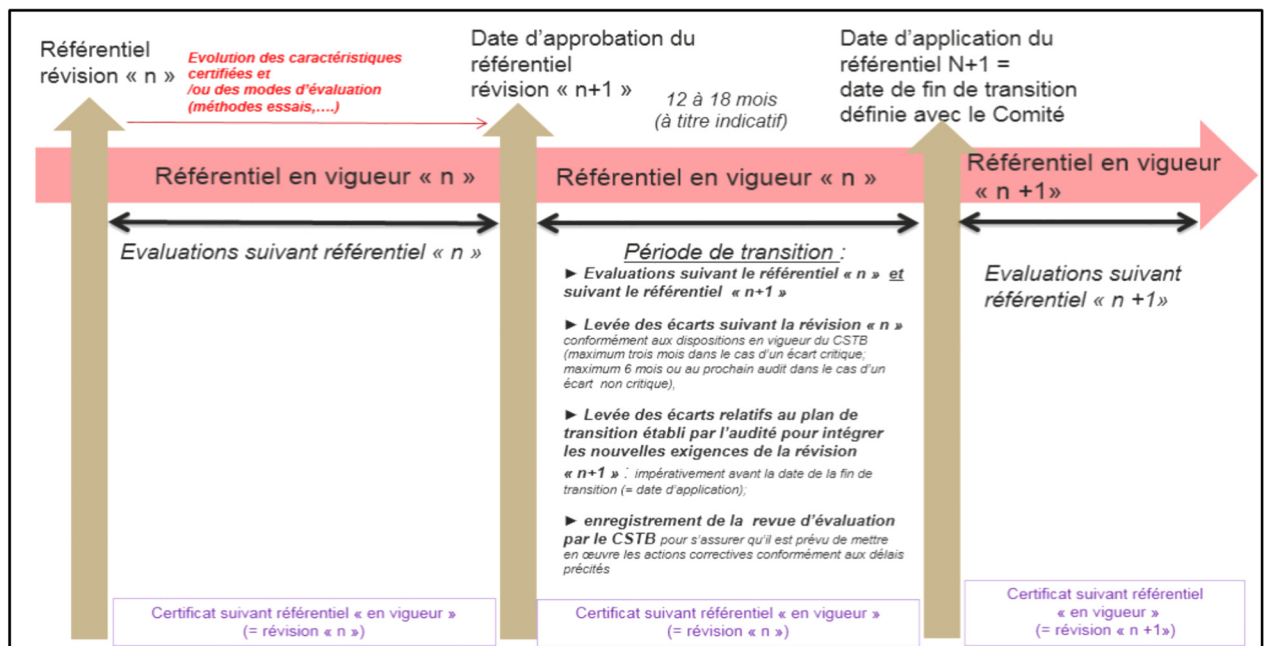 Référentiel
révision « n »
Evolution des caractéristiques
certifiées et
/ou des modes d'évaluation
(méthodes essais,....)
Date d'approbation du
référentiel
révision « n+1 »
12 à 18 mois
(à titre indicatif)
Date d'application du
référentiel N+1 =
date de fin de transition
définie avec le Comité
Référentiel en vigueur « n »
Référentiel en vigueur « n »
Référentiel en vigueur
« n +1»
Evaluations suivant référentiel « n »
Période de transition :
► Evaluations suivant le référentiel « n » et
suivant le référentiel « n+1 »
► Levée des écarts suivant la révision « n »
conformément aux dispositions en vigueur du CSTB
(maximum trois mois dans le cas d'un écart critique;
maximum 6 mois ou au prochain audit dans le cas d'un
écart non critique),
► Levée des écarts relatifs au plan de
transition établi par l'audité pour intégrer
les nouvelles exigences de la révision
« n+1 » : impérativement avant la date de la fin de
transition (= date d'application);
► enregistrement de la revue d'évaluation
par le CSTB pour s'assurer qu'il est prévu de mettre
en œuvre les actions correctives conformément aux délais
précités
Evaluations suivant
référentiel « n +1»
Certificat suivant référentiel « en vigueur »
(= révision « n »)
Certificat suivant référentiel « en vigueur »
(= révision « n »)
Certificat suivant référentiel
« en vigueur »
(= révision « n +1»)